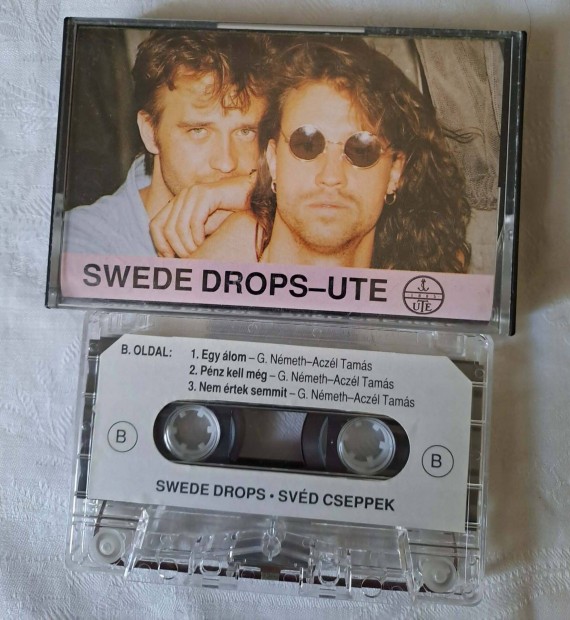 SWEDE DROPS–UTE
UTE
B. OLDAL: 1. Egy álom – G. Németh–Aczél Tamás
2. Pénz kell még – G. Németh–Aczél Tamás
3. Nem értek semmit – G. Németh–Aczél Tamás
B
B
SWEDE DROPS • SVÉD CSEPPEK